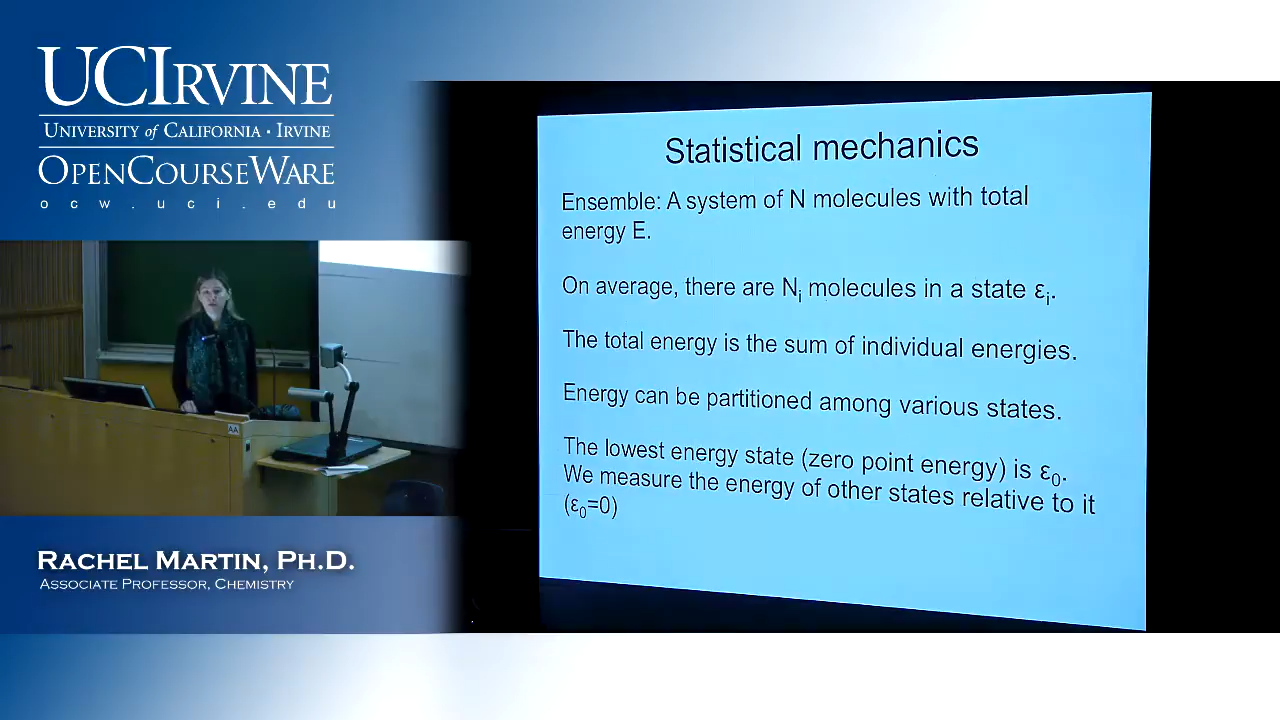 UCIRVINE
UNIVERSITY of CALIFORNIA · IRVINE
OPENCOURSEWARE
ocw.uci.edu
Statistical mechanics
Ensemble: A system of N molecules with total
energy E.
On average, there are Nᵢ molecules in a state εᵢ.
The total energy is the sum of individual energies.
Energy can be partitioned among various states.
The lowest energy state (zero point energy) is ε₀.
We measure the energy of other states relative to it
(ε₀=0)
AA
RACHEL MARTIN, PH.D.
ASSOCIATE PROFESSOR, CHEMISTRY